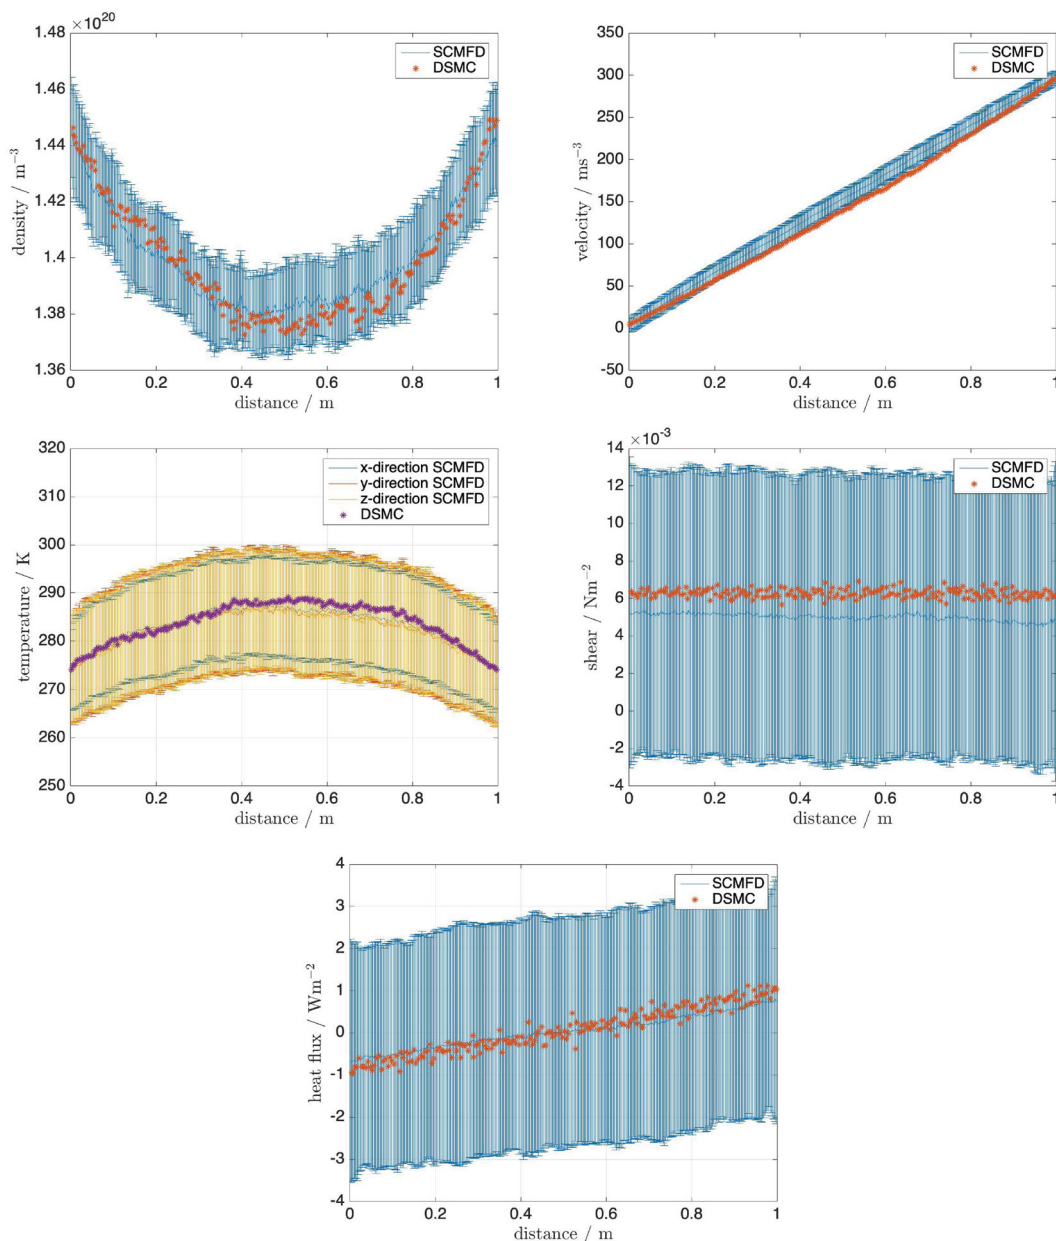 ×10²⁰
1.48
1.46
1.44
1.42
1.4
1.38
1.36
density / m⁻³
SCMFD
DSMC
0 0.2 0.4 0.6 0.8 1
distance / m
350
300
250
200
150
100
50
0
-50
velocity / ms⁻³
SCMFD
DSMC
0 0.2 0.4 0.6 0.8 1
distance / m
320
310
300
290
280
270
260
250
temperature / K
x-direction SCMFD
y-direction SCMFD
z-direction SCMFD
DSMC
0 0.2 0.4 0.6 0.8 1
distance / m
×10⁻³
14
12
10
8
6
4
2
0
-2
-4
shear / Nm⁻²
SCMFD
DSMC
0 0.2 0.4 0.6 0.8 1
distance / m
4
3
2
1
0
-1
-2
-3
-4
heat flux / Wm⁻²
SCMFD
DSMC
0 0.2 0.4 0.6 0.8 1
distance / m